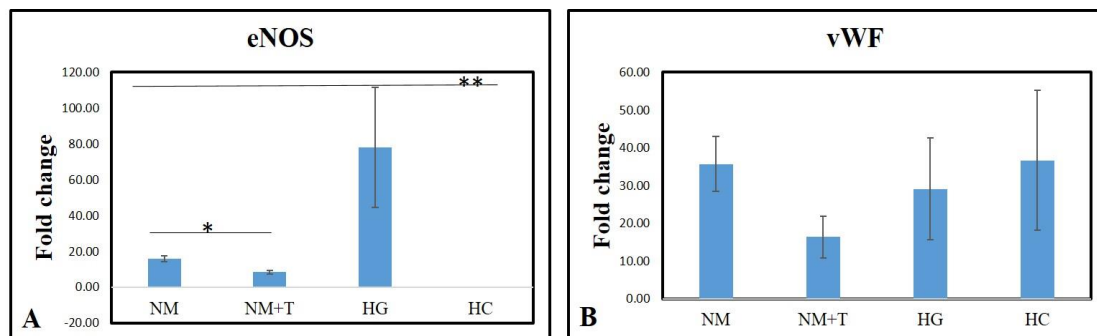 eNOS
Fold change
120.00
100.00
80.00
60.00
40.00
20.00
0.00
-20.00
**
*
NM NM+T HG HC
A
vWF
Fold change
60.00
50.00
40.00
30.00
20.00
10.00
0.00
NM NM+T HG HC
B